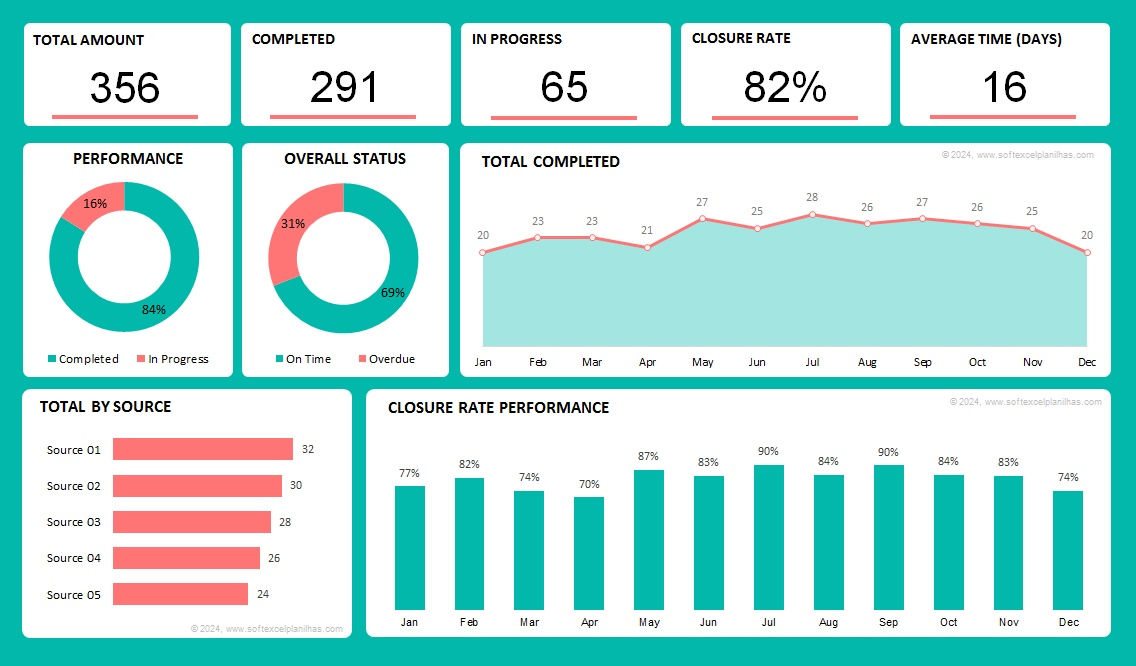 TOTAL AMOUNT
356
COMPLETED
291
IN PROGRESS
65
CLOSURE RATE
82%
AVERAGE TIME (DAYS)
16
PERFORMANCE
16%
84%
Completed In Progress
OVERALL STATUS
31%
69%
On Time Overdue
TOTAL COMPLETED
© 2024, www.softexcelplanilhas.com
20 23 23 21 27 25 28 26 27 26 25 20
Jan Feb Mar Apr May Jun Jul Aug Sep Oct Nov Dec
TOTAL BY SOURCE
Source 01 32
Source 02 30
Source 03 28
Source 04 26
Source 05 24
© 2024, www.softexcelplanilhas.com
CLOSURE RATE PERFORMANCE
© 2024, www.softexcelplanilhas.com
77% 82% 74% 70% 87% 83% 90% 84% 90% 84% 83% 74%
Jan Feb Mar Apr May Jun Jul Aug Sep Oct Nov Dec